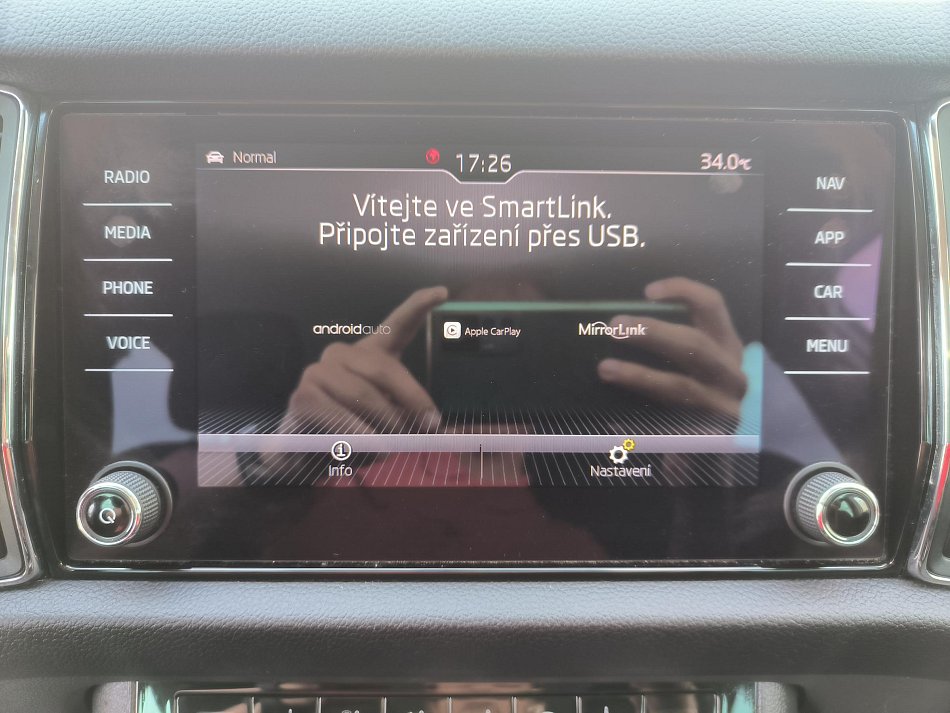 Normal
17:26
34.0°C
RADIO
MEDIA
PHONE
VOICE
Vítejte ve SmartLink.
Připojte zařízení přes USB.
androidauto
Apple CarPlay
MirrorLink
Info
Nastavení
NAV
APP
CAR
MENU